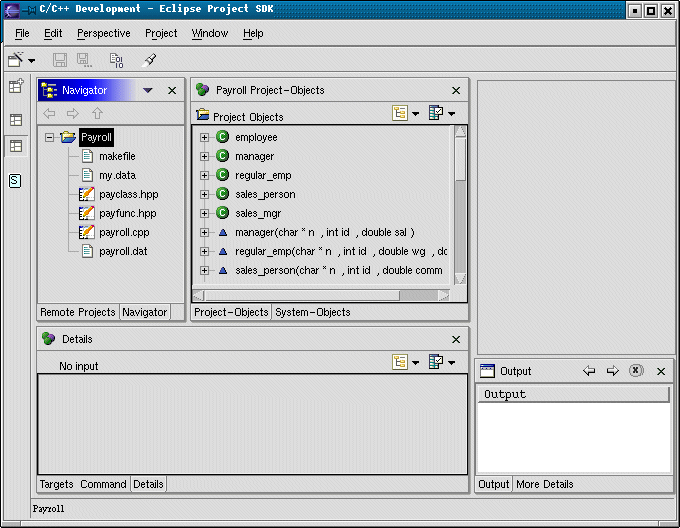 C/C++ Development - Eclipse Project SDK
File Edit Perspective Project Window Help
Navigator
Payroll
makefile
my.data
payclass.hpp
payfunc.hpp
payroll.cpp
payroll.dat
Remote Projects Navigator
Payroll Project-Objects
Project Objects
employee
manager
regular_emp
sales_person
sales_mgr
manager(char * n , int id , double sal )
regular_emp(char * n , int id , double wg , dc
sales_person(char * n , int id , double comm
Project-Objects System-Objects
Details
No input
Targets Command Details
Output
Output
Output More Details
Payroll